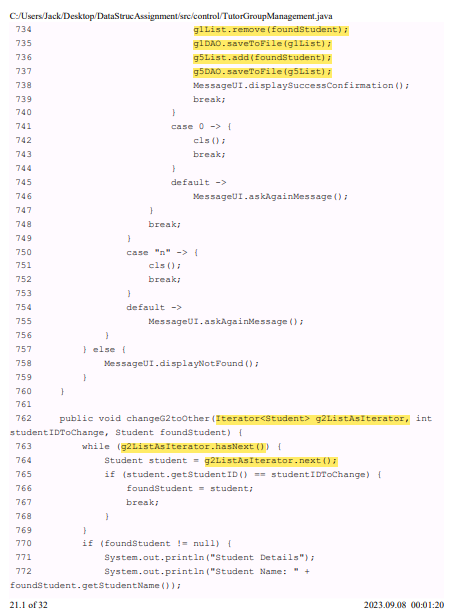 C:/Users/Jack/Desktop/DataStrucAssignment/src/control/TutorGroupManagement.java
734 g1List.remove(foundStudent);
735 g1DAO.saveToFile(g1List);
736 g5List.add(foundStudent);
737 g5DAO.saveToFile(g5List);
738 MessageUI.displaySuccessConfirmation();
739 break;
740 }
741 case 0 -> {
742 cls();
743 break;
744 }
745 default ->
746 MessageUI.askAgainMessage();
747 }
748 break;
749 }
750 case "n" -> {
751 cls();
752 break;
753 }
754 default ->
755 MessageUI.askAgainMessage();
756 }
757 } else {
758 MessageUI.displayNotFound();
759 }
760 }
761
762 public void changeG2toOther(Iterator<Student> g2ListAsIterator, int
studentIDToChange, Student foundStudent) {
763 while (g2ListAsIterator.hasNext()) {
764 Student student = g2ListAsIterator.next();
765 if (student.getStudentID() == studentIDToChange) {
766 foundStudent = student;
767 break;
768 }
769 }
770 if (foundStudent != null) {
771 System.out.println("Student Details");
772 System.out.println("Student Name: " +
foundStudent.getStudentName());
21.1 of 32 2023.09.08 00:01:20